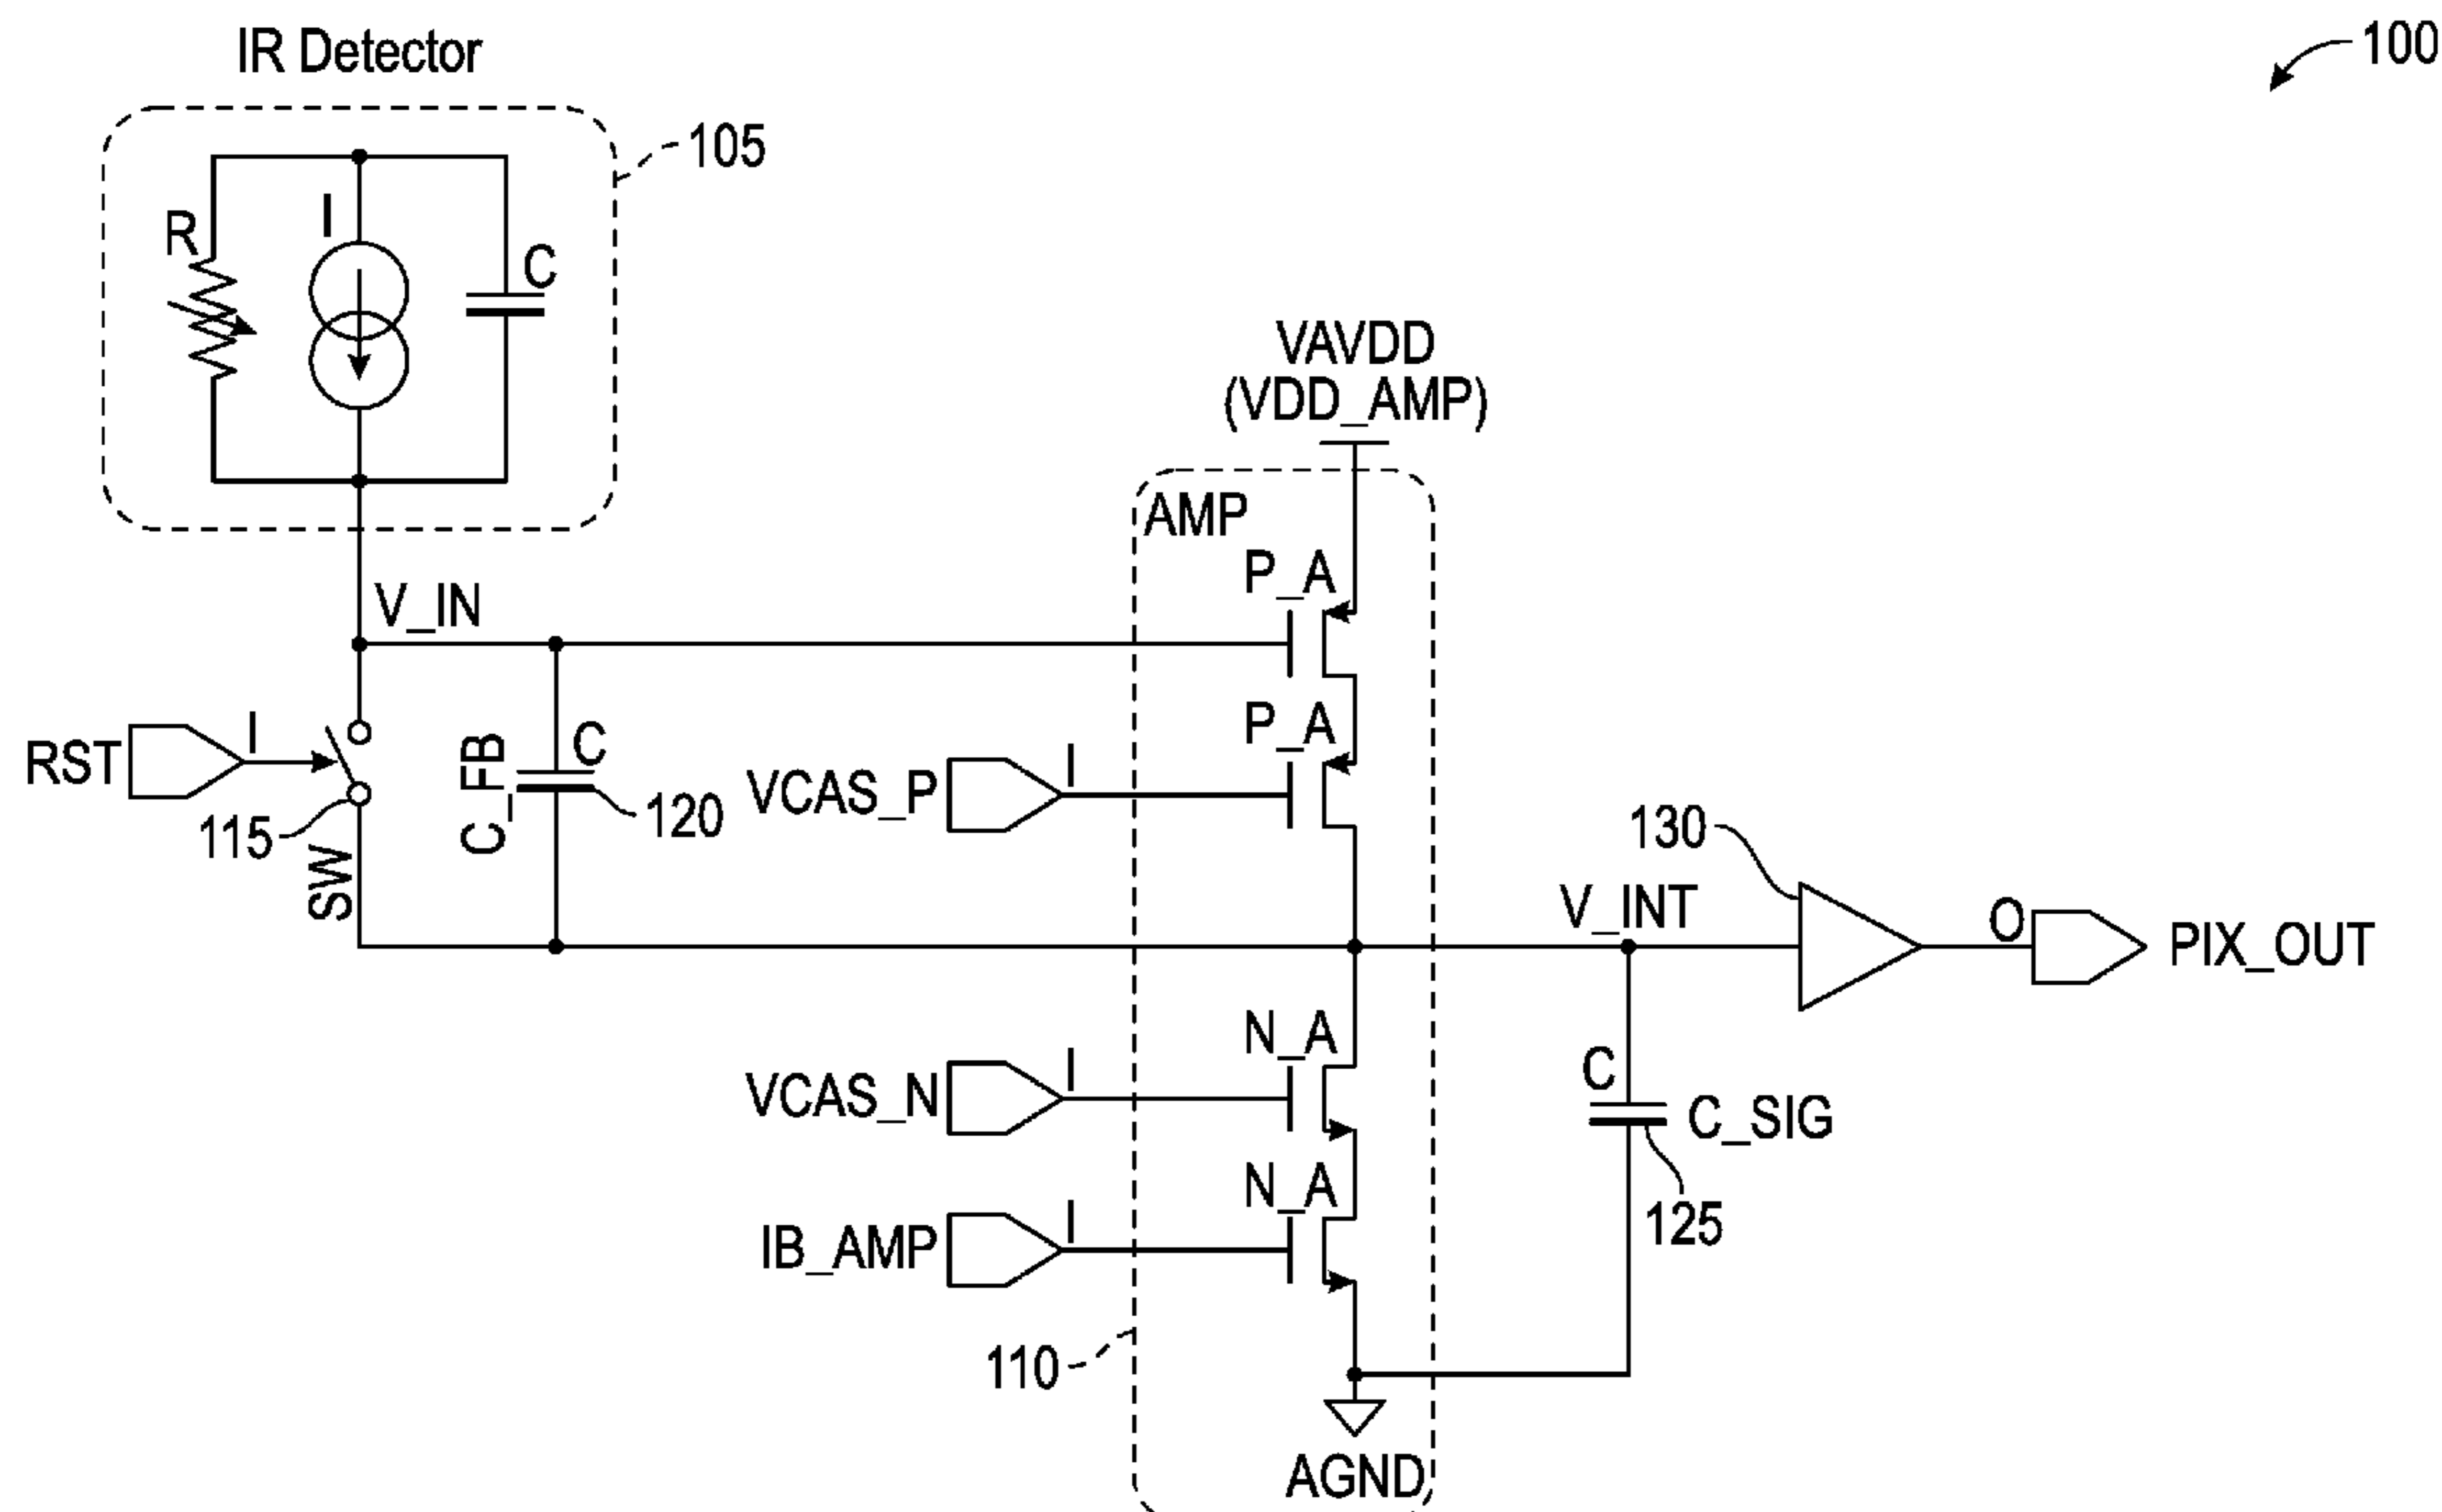 100
IR Detector
105
R
I
C
VAVDD
(VDD_AMP)
AMP
P_A
V_IN
P_A
RST
I
C_FB
C
120
VCAS_P
I
115
SW
130
V_INT
O
PIX_OUT
N_A
VCAS_N
I
C
C_SIG
N_A
IB_AMP
I
125
110
AGND